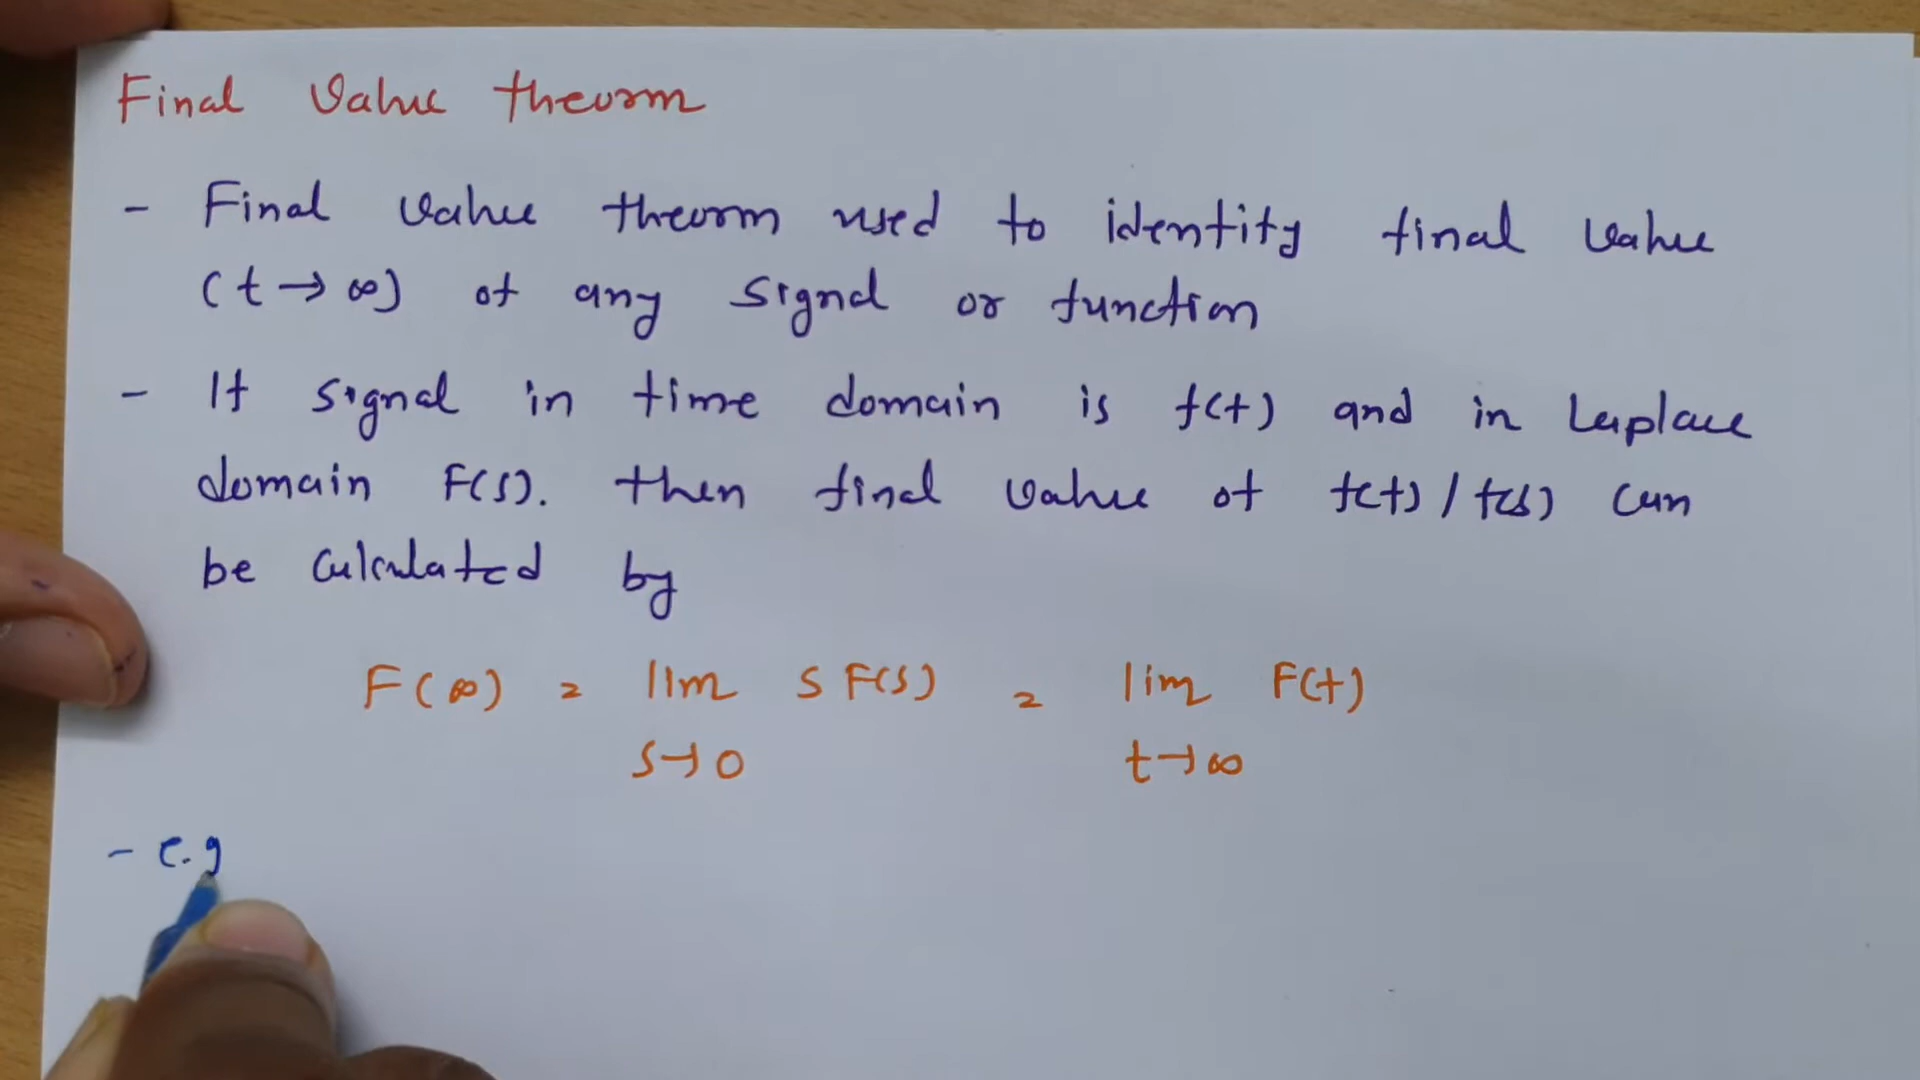 Final Value theorm
- Final Value theorm used to identity final value
(t → ∞) of any signal or function
- If signal in time domain is f(t) and in Laplace
domain F(s). then final value of f(t) / f(s) can
be calculated by
F(∞) = lim s F(s) = lim F(t)
s→0 t→∞
- e.g